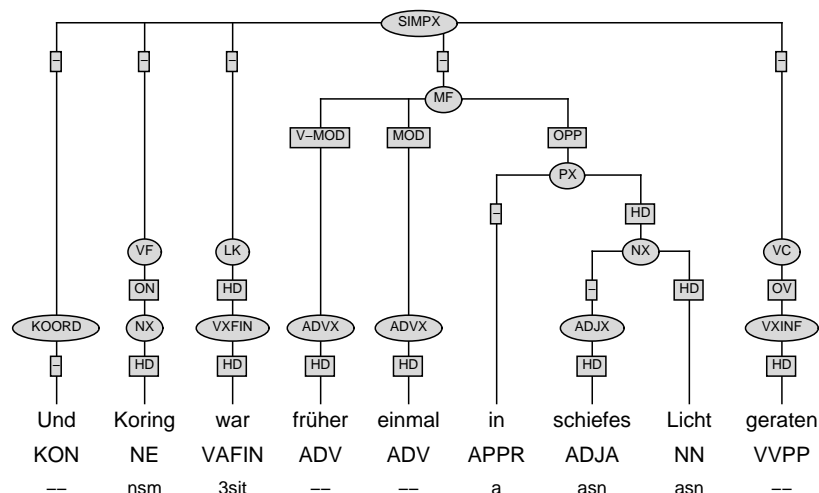 SIMPX
– – – – –
MF
V–MOD MOD OPP
PX
– HD
VF LK NX VC
ON HD – HD OV
KOORD NX VXFIN ADVX ADVX ADJX VXINF
– HD HD HD HD HD HD
Und Koring war früher einmal in schiefes Licht geraten
KON NE VAFIN ADV ADV APPR ADJA NN VVPP
–– nsm 3sit –– –– a asn asn ––